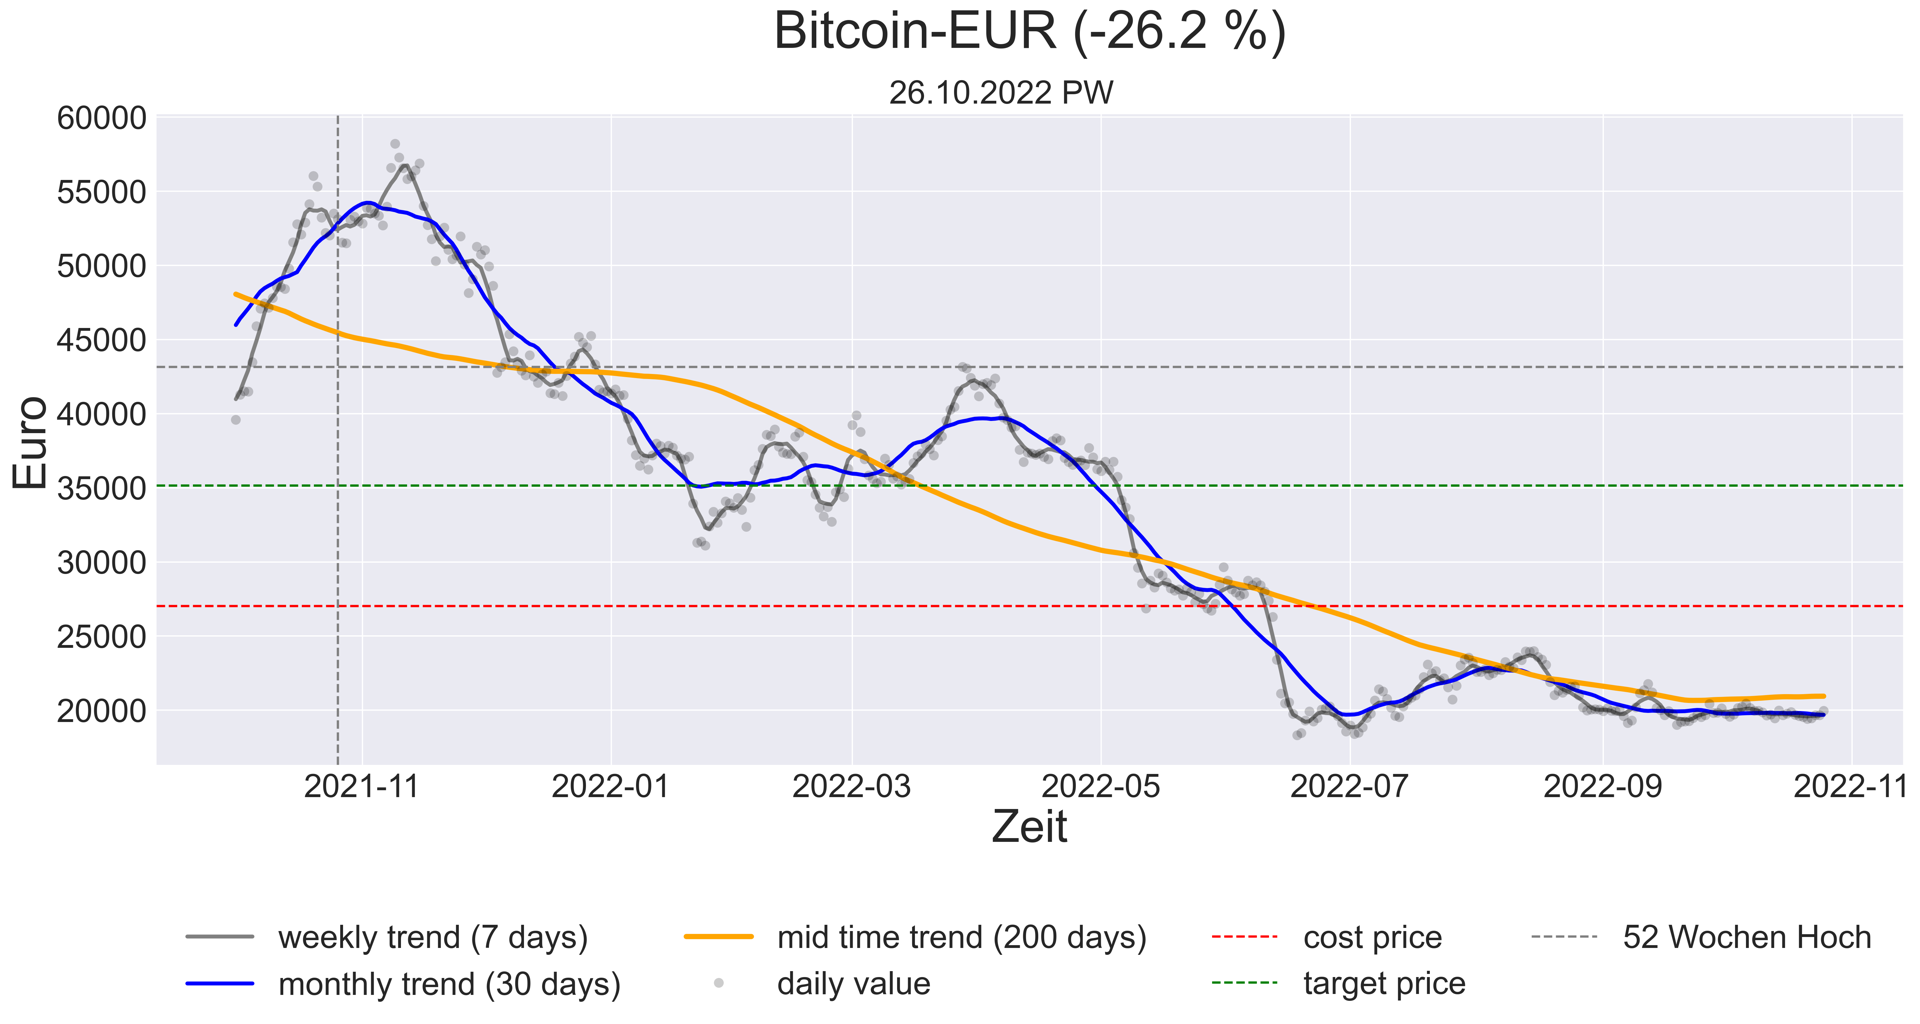 Bitcoin-EUR (-26.2 %)
26.10.2022 PW
60000
55000
50000
45000
40000
35000
30000
25000
20000
Euro
2021-11 2022-01 2022-03 2022-05 2022-07 2022-09 2022-11
Zeit
weekly trend (7 days) mid time trend (200 days) cost price 52 Wochen Hoch
monthly trend (30 days) daily value target price